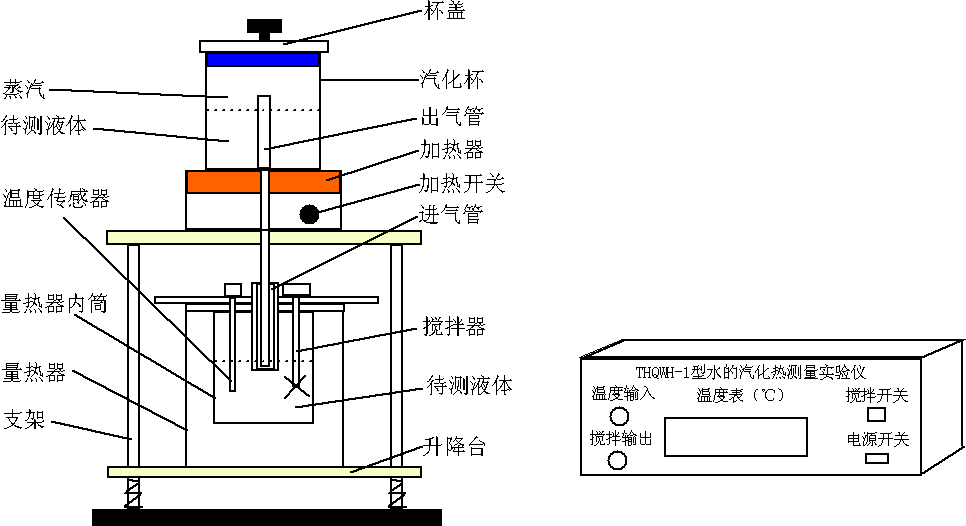 杯盖
汽化杯
蒸汽
出气管
待测液体
加热器
加热开关
温度传感器
进气管
量热器内筒
搅拌器
量热器
待测液体
支架
升降台
THQWH-1型水的汽化热测量实验仪
温度输入
温度表(℃)
搅拌开关
搅拌输出
电源开关